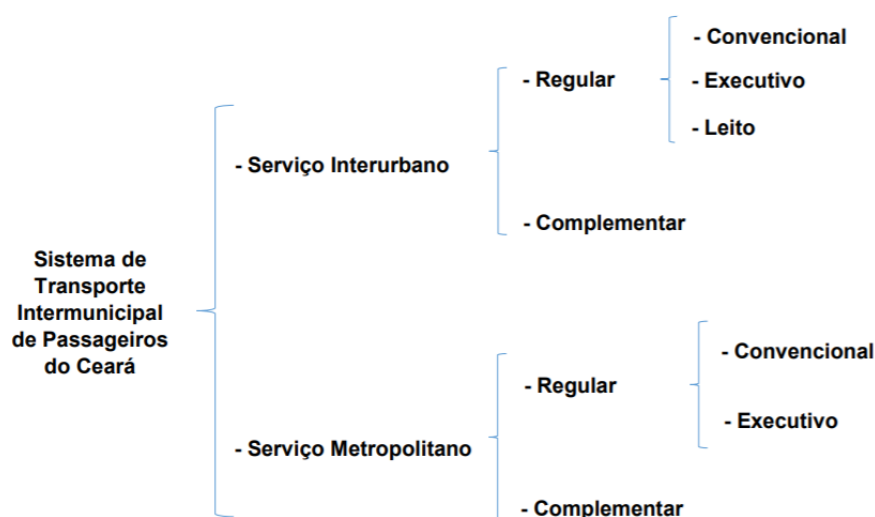 Sistema de
Transporte
Intermunicipal
de Passageiros
do Ceará
- Serviço Interurbano
- Regular
- Convencional
- Executivo
- Leito
- Complementar
- Serviço Metropolitano
- Regular
- Convencional
- Executivo
- Complementar